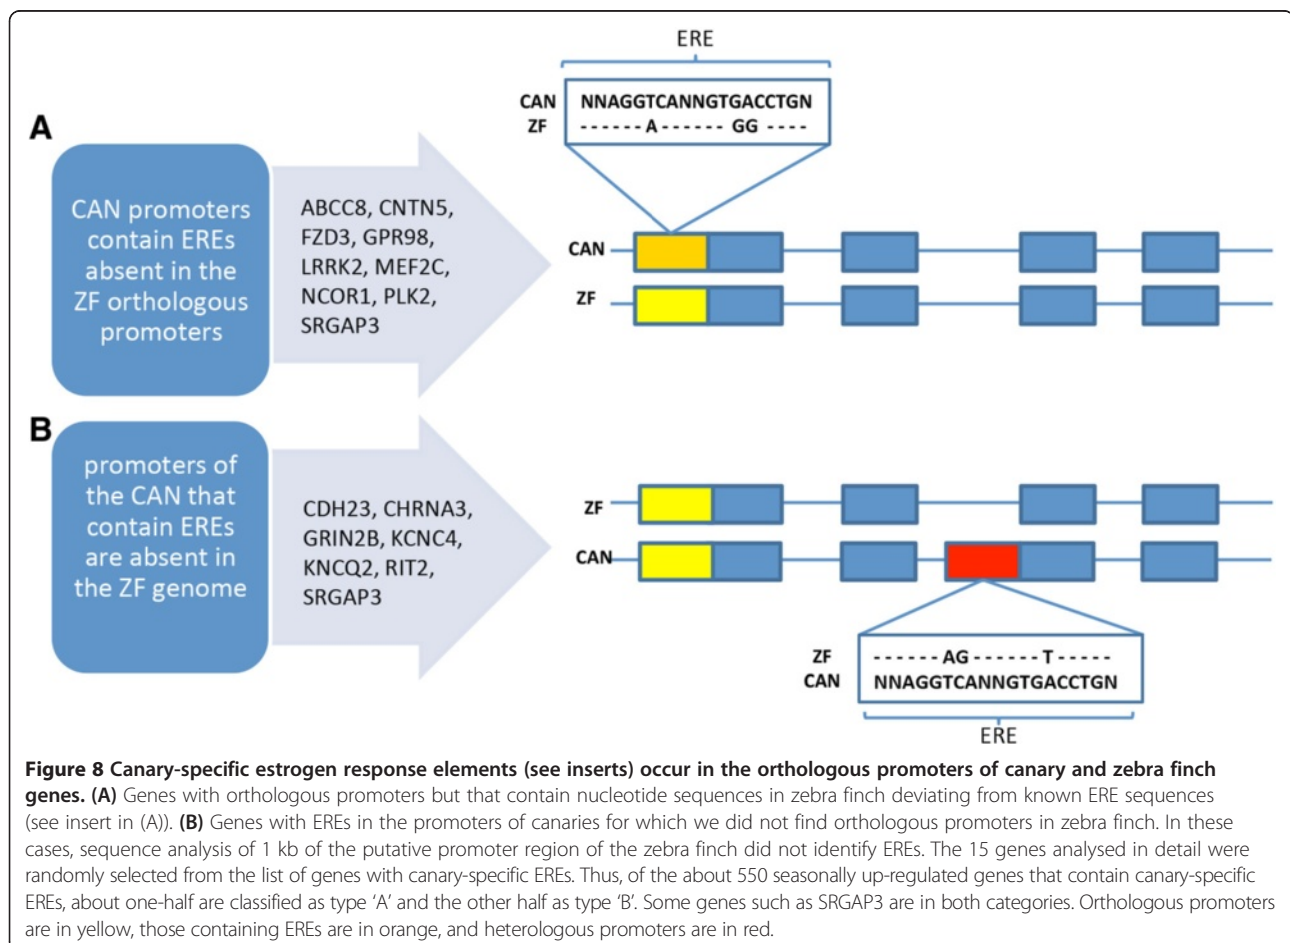 ERE
CAN NNAGGTCANNGTGACCTGN
ZF - - - - - - A - - - - - - GG - - - -
A
CAN promoters
contain EREs
absent in the
ZF orthologous
promoters
ABCC8, CNTN5,
FZD3, GPR98,
LRRK2, MEF2C,
NCOR1, PLK2,
SRGAP3
CAN
ZF
B
promoters of
the CAN that
contain EREs
are absent in
the ZF genome
CDH23, CHRNA3,
GRIN2B, KCNC4,
KNCQ2, RIT2,
SRGAP3
ZF
CAN
ZF - - - - - - AG - - - - - - T - - - - -
CAN NNAGGTCANNGTGACCTGN
ERE
Figure 8 Canary-specific estrogen response elements (see inserts) occur in the orthologous promoters of canary and zebra finch
genes. (A) Genes with orthologous promoters but that contain nucleotide sequences in zebra finch deviating from known ERE sequences
(see insert in (A)). (B) Genes with EREs in the promoters of canaries for which we did not find orthologous promoters in zebra finch. In these
cases, sequence analysis of 1 kb of the putative promoter region of the zebra finch did not identify EREs. The 15 genes analysed in detail were
randomly selected from the list of genes with canary-specific EREs. Thus, of the about 550 seasonally up-regulated genes that contain canary-specific
EREs, about one-half are classified as type ‘A’ and the other half as type ‘B’. Some genes such as SRGAP3 are in both categories. Orthologous promoters
are in yellow, those containing EREs are in orange, and heterologous promoters are in red.